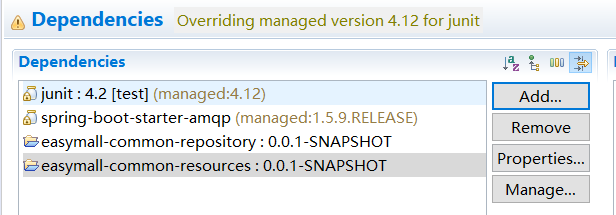 Dependencies Overriding managed version 4.12 for junit
Dependencies
junit : 4.2 [test] (managed:4.12)
spring-boot-starter-amqp (managed:1.5.9.RELEASE)
easymall-common-repository : 0.0.1-SNAPSHOT
easymall-common-resources : 0.0.1-SNAPSHOT
Add...
Remove
Properties...
Manage...